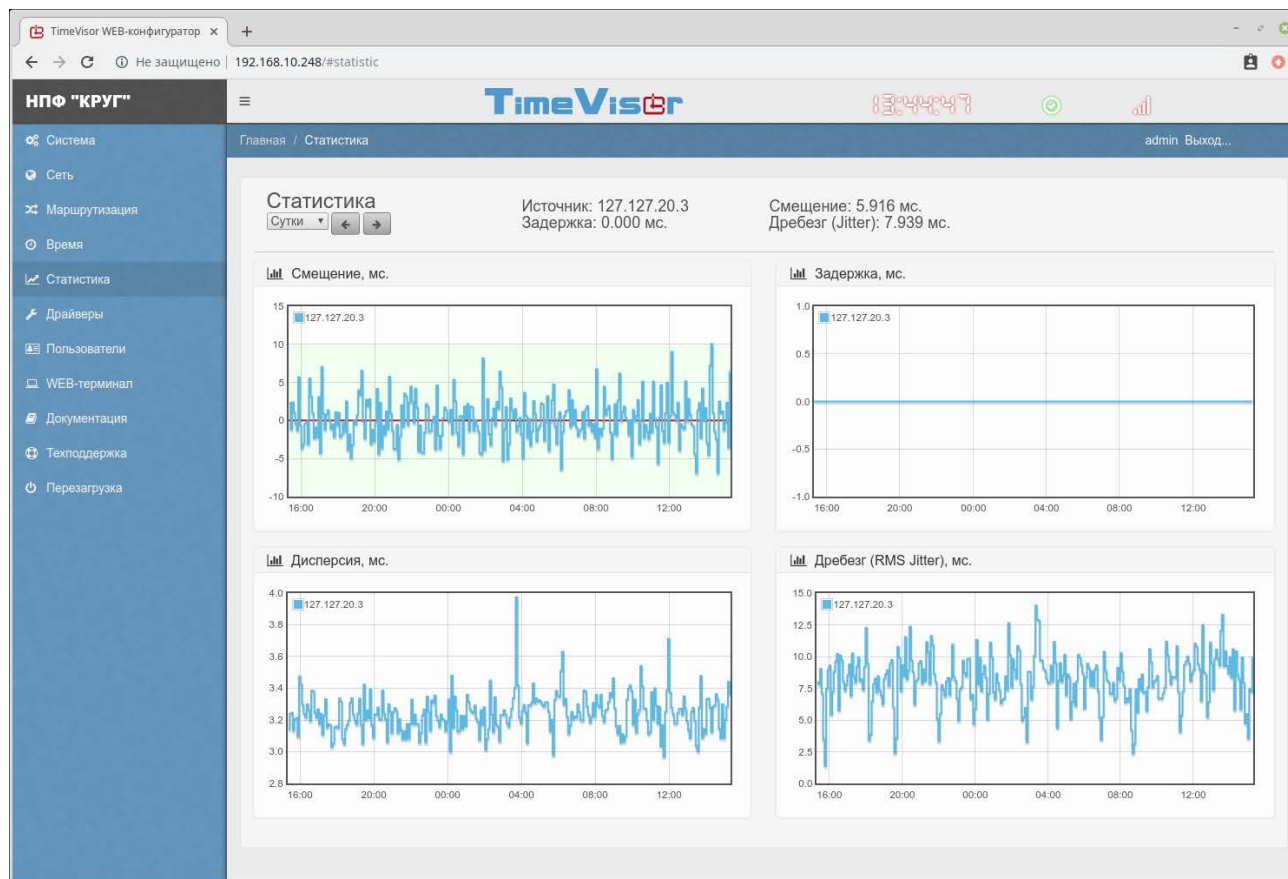 TimeVisor WEB-конфигуратор
Не защищено 192.168.10.248/#statistic
НПФ "КРУГ"
TimeVisor
13:44:47
Главная / Статистика
admin Выход...
Система
Сеть
Маршрутизация
Время
Статистика
Драйверы
Пользователи
WEB-терминал
Документация
Техподдержка
Перезагрузка
Статистика
Сутки
Источник: 127.127.20.3
Задержка: 0.000 мс.
Смещение: 5.916 мс.
Дребезг (Jitter): 7.939 мс.
Смещение, мс.
127.127.20.3
15
10
5
0
-5
-10
16:00 20:00 00:00 04:00 08:00 12:00
Задержка, мс.
127.127.20.3
1.0
0.5
0.0
-0.5
-1.0
16:00 20:00 00:00 04:00 08:00 12:00
Дисперсия, мс.
127.127.20.3
4.0
3.8
3.6
3.4
3.2
3.0
2.8
16:00 20:00 00:00 04:00 08:00 12:00
Дребезг (RMS Jitter), мс.
127.127.20.3
15.0
12.5
10.0
7.5
5.0
2.5
0.0
16:00 20:00 00:00 04:00 08:00 12:00